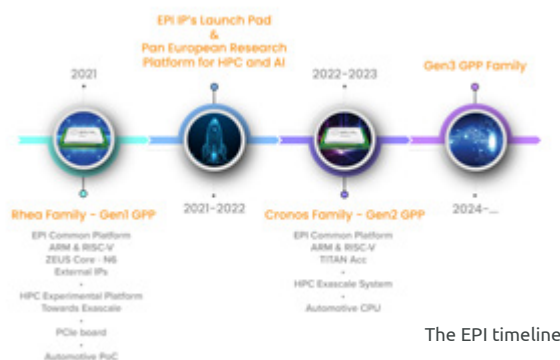 EPI IP's Launch Pad
&
Pan European Research
Platform for HPC and AI
2021
2022-2023
Gen3 GPP Family
Rhea Family - Gen1 GPP
2021-2022
Cronos Family - Gen2 GPP
2024-...
EPI Common Platform
ARM & RISC-V
ZEUS Core - N6
External IPs
•
HPC Experimental Platform
Towards Exascale
•
PCIe board
•
Automotive PoC
EPI Common Platform
ARM & RISC-V
TITAN Acc
•
HPC Exascale System
•
Automotive CPU
The EPI timeline